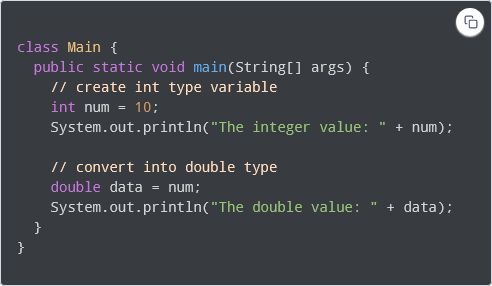 class Main {
  public static void main(String[] args) {
    // create int type variable
    int num = 10;
    System.out.println("The integer value: " + num);

    // convert into double type
    double data = num;
    System.out.println("The double value: " + data);
  }
}